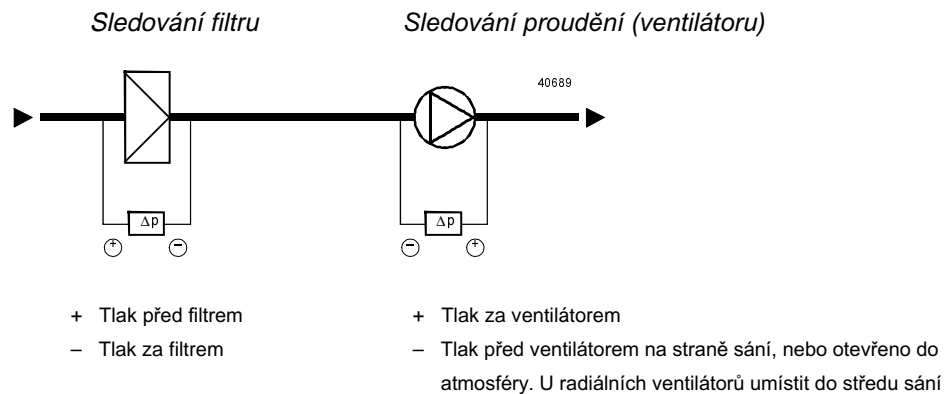 Sledování filtru
Sledování proudění (ventilátoru)
40689
Δp
Δp
+ −
− +
+ Tlak před filtrem
− Tlak za filtrem
+ Tlak za ventilátorem
− Tlak před ventilátorem na straně sání, nebo otevřeno do
atmosféry. U radiálních ventilátorů umístit do středu sání